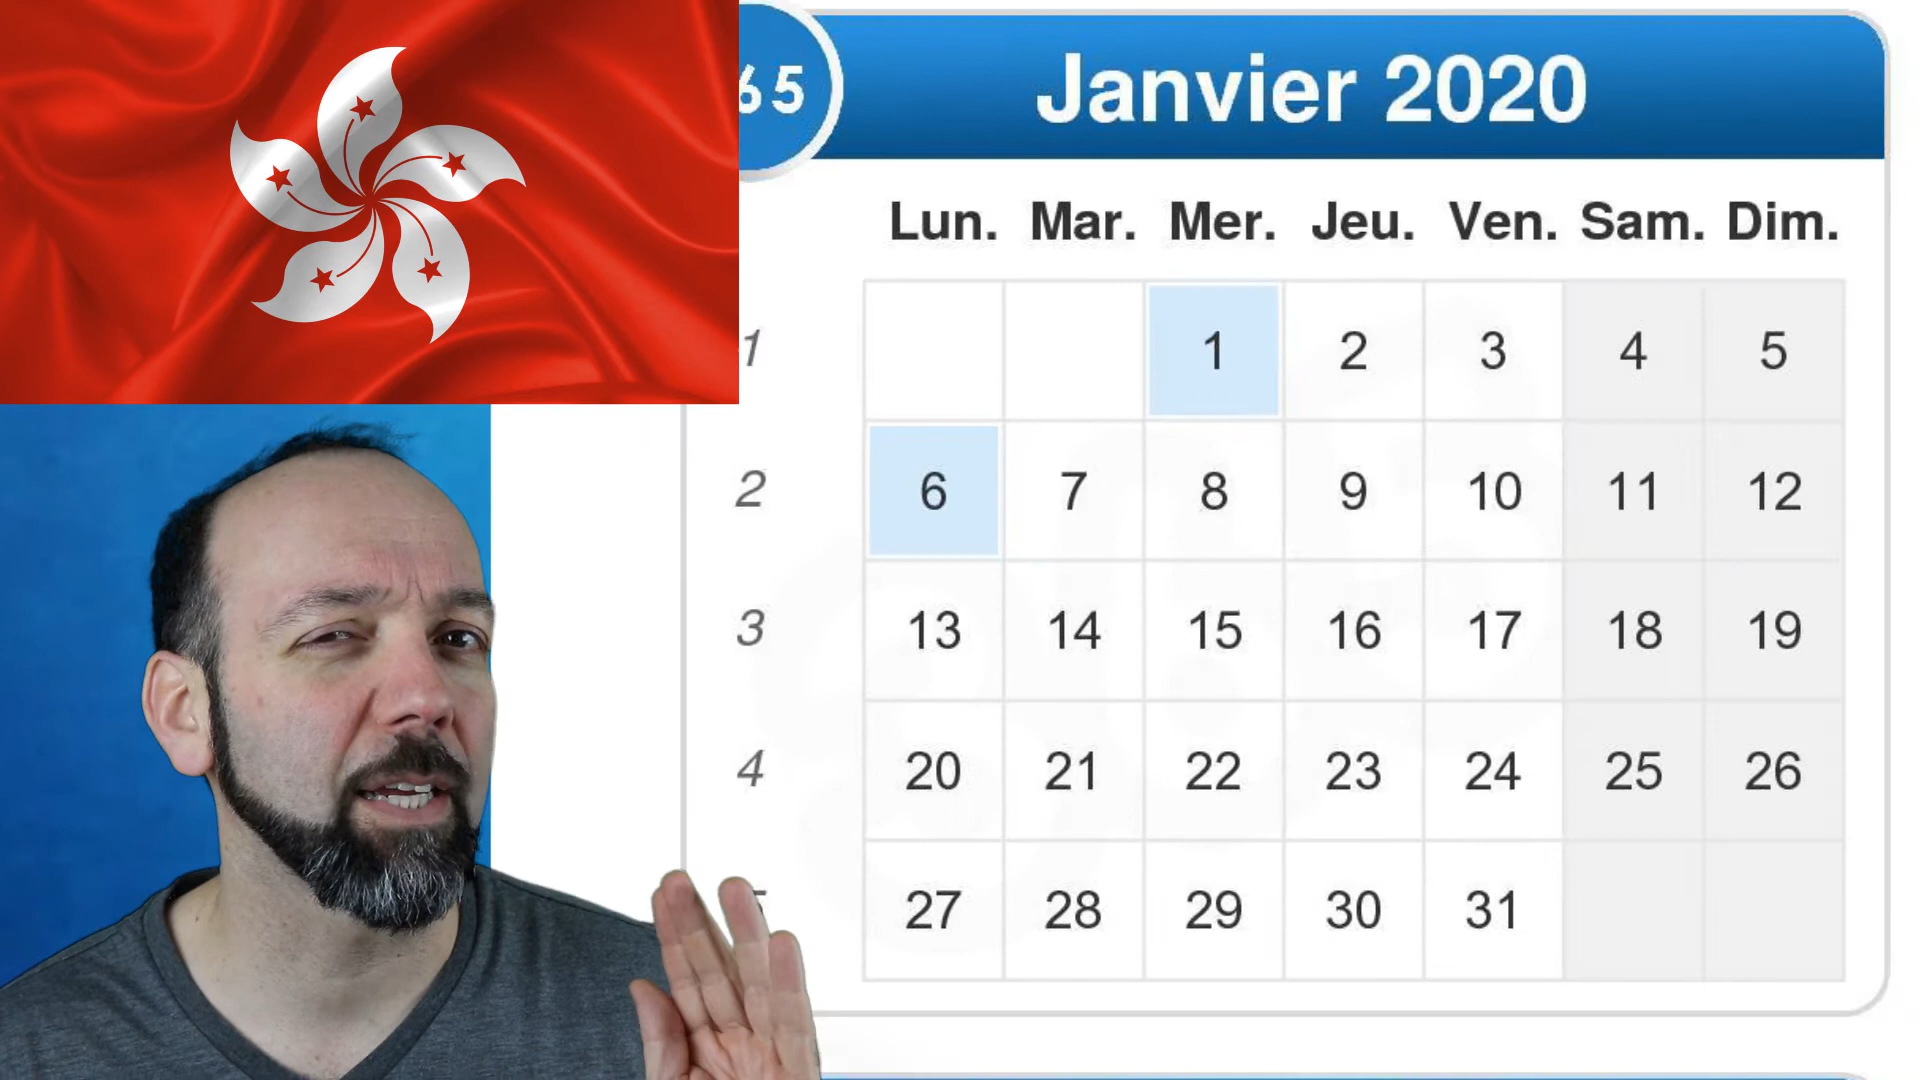 65
Janvier 2020
Lun. Mar. Mer. Jeu. Ven. Sam. Dim.
1 1 2 3 4 5
2 6 7 8 9 10 11 12
3 13 14 15 16 17 18 19
4 20 21 22 23 24 25 26
27 28 29 30 31